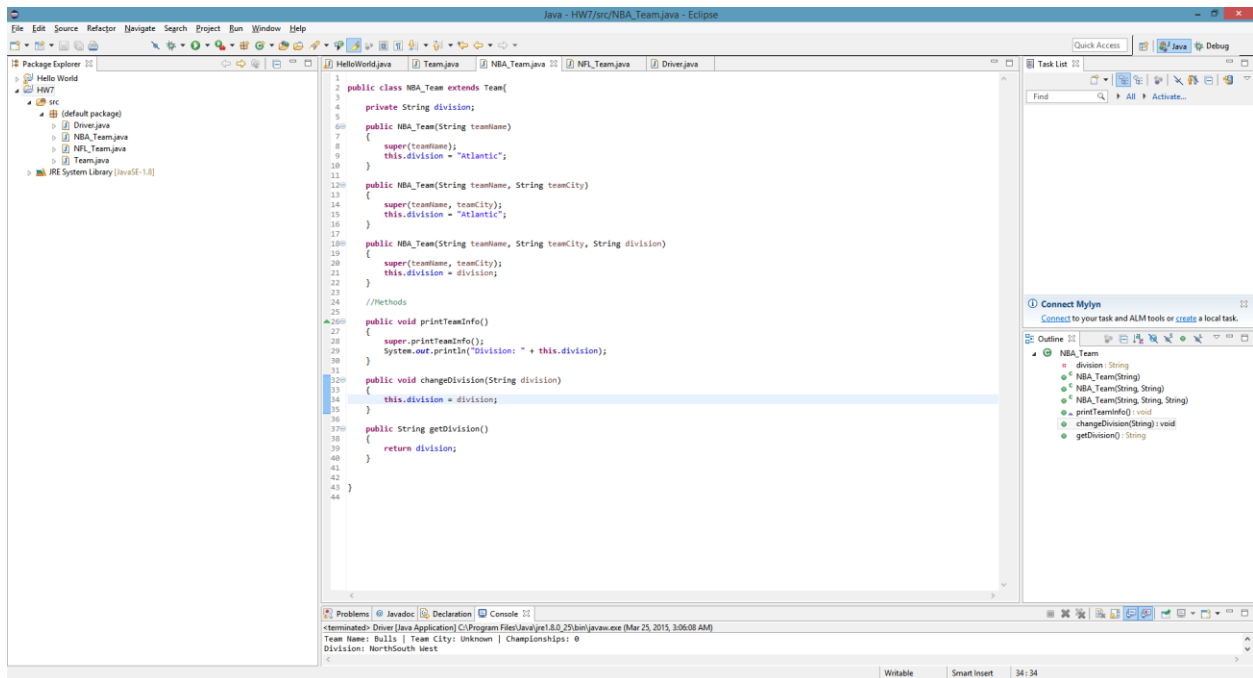 Java - HW7/src/NBA_Team.java - Eclipse
File Edit Source Refactor Navigate Search Project Run Window Help
Quick Access
Java
Debug
Package Explorer
Hello World
HW7
src
(default package)
Driver.java
NBA_Team.java
NFL_Team.java
Team.java
JRE System Library [JavaSE-1.8]
HelloWorld.java Team.java NBA_Team.java NFL_Team.java Driver.java
1
2 public class NBA_Team extends Team{
3
4 private String division;
5
6 public NBA_Team(String teamName)
7 {
8 super(teamName);
9 this.division = "Atlantic";
10 }
11
12 public NBA_Team(String teamName, String teamCity)
13 {
14 super(teamName, teamCity);
15 this.division = "Atlantic";
16 }
17
18 public NBA_Team(String teamName, String teamCity, String division)
19 {
20 super(teamName, teamCity);
21 this.division = division;
22 }
23
24 //Methods
25
26 public void printTeamInfo()
27 {
28 super.printTeamInfo();
29 System.out.println("Division: " + this.division);
30 }
31
32 public void changeDivision(String division)
33 {
34 this.division = division;
35 }
36
37 public String getDivision()
38 {
39 return division;
40 }
41
42
43 }
44
Task List
Find All Activate...
Connect Mylyn
Connect to your task and ALM tools or create a local task.
Outline
NBA_Team
division : String
NBA_Team(String)
NBA_Team(String, String)
NBA_Team(String, String, String)
printTeamInfo() : void
changeDivision(String) : void
getDivision() : String
Problems @ Javadoc Declaration Console
<terminated> Driver [Java Application] C:\Program Files\Java\jre1.8.0_25\bin\javaw.exe (Mar 25, 2015, 3:06:08 AM)
Team Name: Bulls | Team City: Unknown | Championships: 0
Division: NorthSouth West
Writable Smart Insert 34 : 34